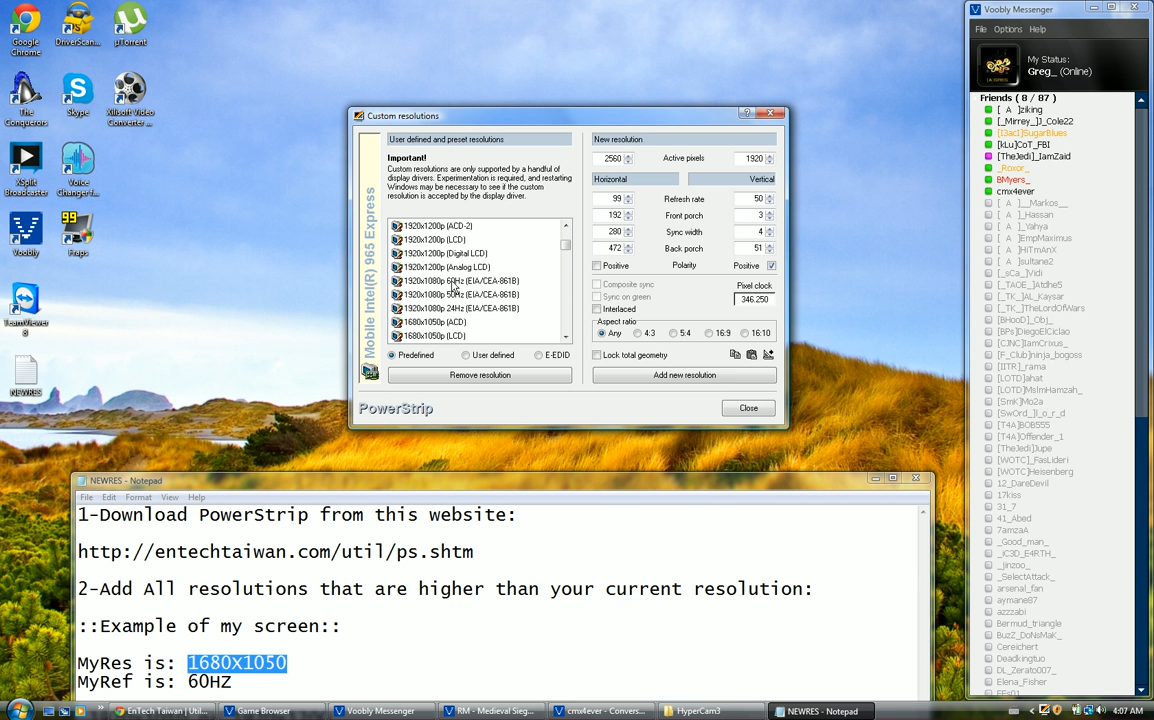 Google Chrome
DriverScan...
µTorrent
The Conquerors
Skype
Xilisoft Video Converter ...
XSplit Broadcaster
Voice Changer f...
Voobly
99
Fraps
TeamViewer 8
NEWRES
Custom resolutions
User defined and preset resolutions
Important!
Custom resolutions are only supported by a handful of
display drivers. Experimentation is required, and restarting
Windows may be necessary to see if the custom
resolution is accepted by the display driver.
Mobile Intel(R) 965 Express
1920x1200p (ACD-2)
1920x1200p (LCD)
1920x1200p (Digital LCD)
1920x1200p (Analog LCD)
1920x1080p 60Hz (EIA/CEA-861B)
1920x1080p 50Hz (EIA/CEA-861B)
1920x1080p 24Hz (EIA/CEA-861B)
1680x1050p (ACD)
1680x1050p (LCD)
Predefined User defined E-EDID
Remove resolution
PowerStrip
New resolution
2560 Active pixels 1920
Horizontal Vertical
99 Refresh rate 50
192 Front porch 3
280 Sync width 4
472 Back porch 51
Positive Polarity Positive
Composite sync Pixel clock
Sync on green 346.250
Interlaced
Aspect ratio
Any 4:3 5:4 16:9 16:10
Lock total geometry
Add new resolution
Close
NEWRES - Notepad
File Edit Format View Help
1-Download PowerStrip from this website:
http://entechtaiwan.com/util/ps.shtm
2-Add All resolutions that are higher than your current resolution:
::Example of my screen::
MyRes is: 1680X1050
MyRef is: 60HZ
Voobly Messenger
File Options Help
My Status:
Greg_ (Online)
Friends ( 8 / 87 )
[ A ]ziking
[_Mirrey_]J_Cole22
[I3acI]SugarBlues
[kLu]CoT_FBI
[TheJedi]_IamZaid
_Roxor_
BMyers_
cmx4ever
[ A ]__Markos__
[ A ]_Hassan
[ A ]_Yahya
[ A ]EmpMaximus
[ A ]HiTmAnX
[ A ]sultane2
[_sCa_]Vidi
[_TAOE_]Atdhe5
[_TK_]AL_Kaysar
[_TK_]TheLordOfWars
[BHooD]_Obj_
[BPs]DiegoElCiclao
[CJNC]IamCrixus_
[F_Club]ninja_bogoss
[IITR]_rama
[LOTD]ahat
[LOTD]MslmHamzah_
[SmK]Mo2a
[SwOrd_]l_o_r_d
[T4A]BOB555
[T4A]Offender_1
[TheJedi]Jupe
[WOTC]_FasLideri
[WOTC]Heisenberg
12_DareDevil
17kiss
31_7
41_Abed
7amzaA
_Good_man_
_iC3D_E4RTH_
_jinzoo_
_SelectAttack_
arsenal_fan
aymane87
azzzabi
Bermud_triangle
BuzZ_DoNsMaK_
Cereichert
Deadkingtuo
DL_Zerato007_
Elena_Fisher
EFs01
EnTech Taiwan | Util...
Game Browser
Voobly Messenger
RM - Medieval Sieg...
cmx4ever - Convers...
HyperCam3
NEWRES - Notepad
4:07 AM